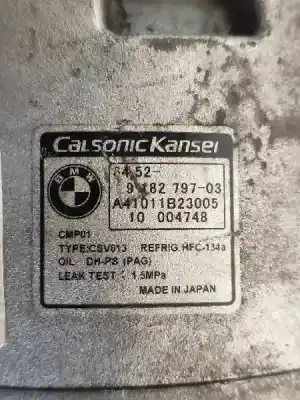 CalsonicKansei
BMW
64.52-
9 182 797-03
A41011B23005
10 004748
CMP01
TYPE:CSV613 REFRIG.HFC-134a
OIL : DH-PS (PAG)
LEAK TEST : 1.5MPa
MADE IN JAPAN